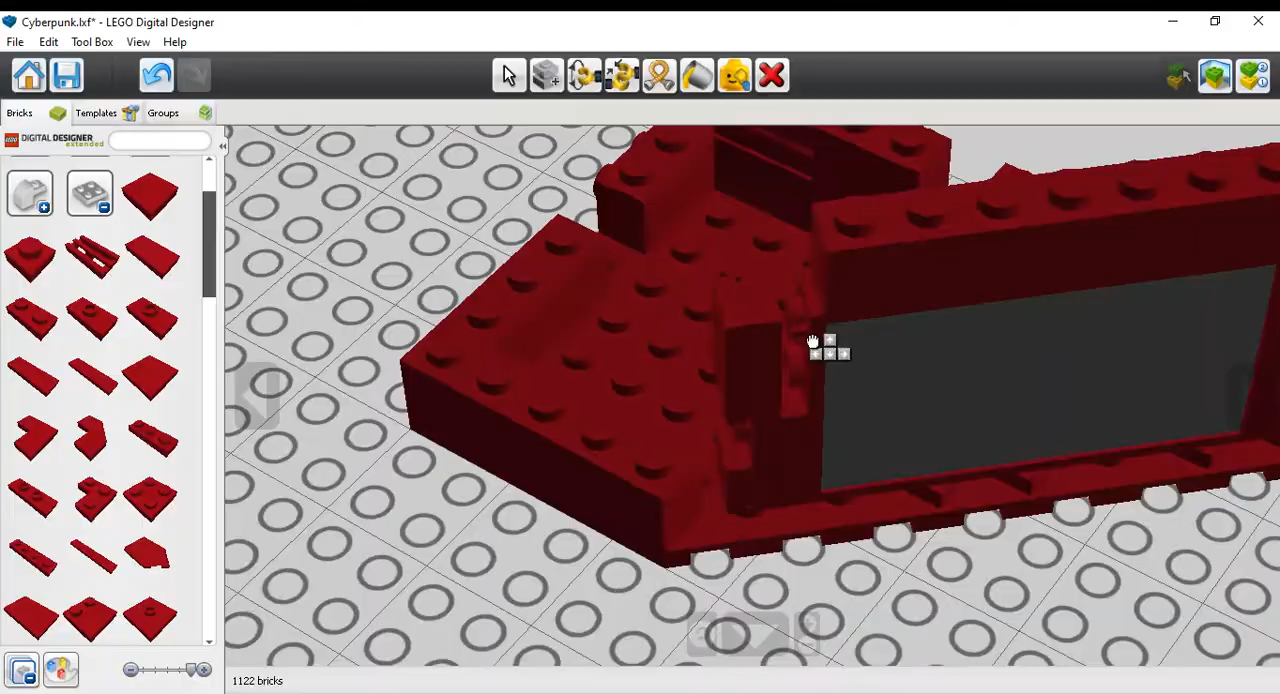 Cyberpunk.lxf* - LEGO Digital Designer
File Edit Tool Box View Help
Bricks Templates Groups
LEGO DIGITAL DESIGNER
extended
1122 bricks